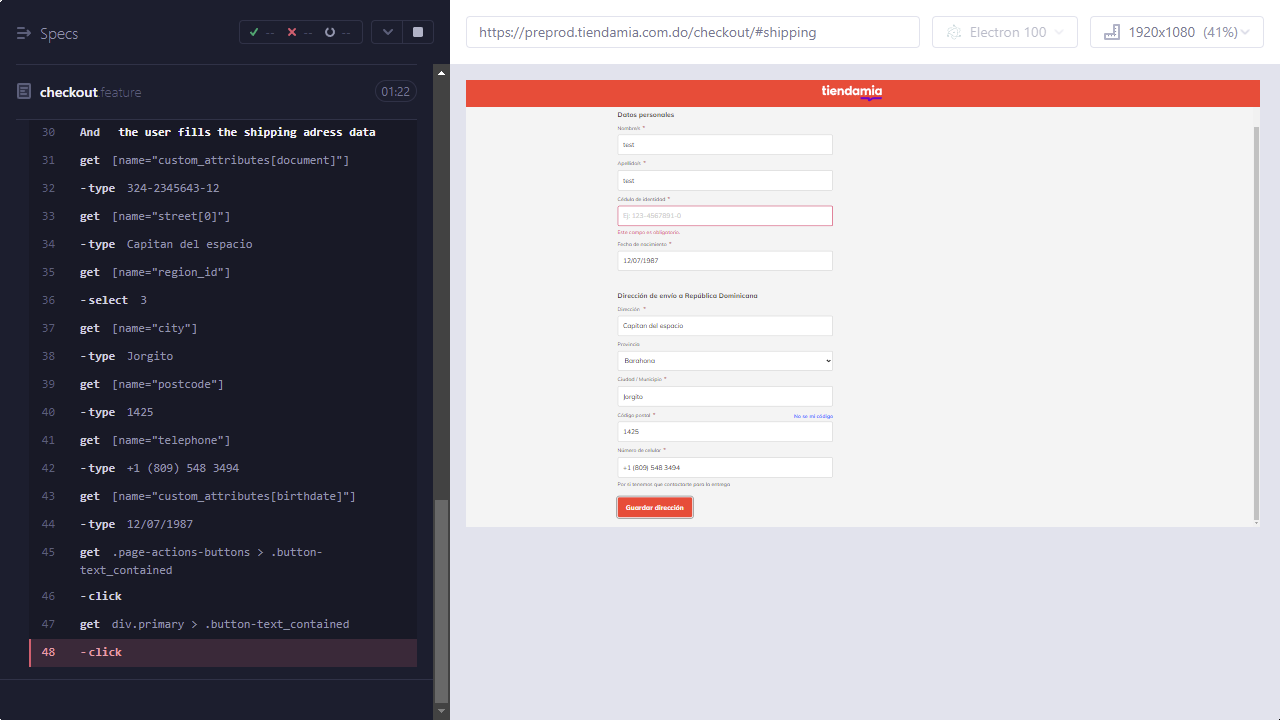 Specs
-- -- --
https://preprod.tiendamia.com.do/checkout/#shipping
Electron 100
1920x1080 (41%)
checkout.feature
01:22
30 And the user fills the shipping adress data
31 get [name="custom_attributes[document]"]
32 -type 324-2345643-12
33 get [name="street[0]"]
34 -type Capitan del espacio
35 get [name="region_id"]
36 -select 3
37 get [name="city"]
38 -type Jorgito
39 get [name="postcode"]
40 -type 1425
41 get [name="telephone"]
42 -type +1 (809) 548 3494
43 get [name="custom_attributes[birthdate]"]
44 -type 12/07/1987
45 get .page-actions-buttons > .button-
text_contained
46 -click
47 get div.primary > .button-text_contained
48 -click
tiendamia
Datos personales
Nombre/s *
test
Apellido/s *
test
Cédula de identidad *
Ej: 123-4567891-0
Este campo es obligatorio.
Fecha de nacimiento *
12/07/1987
Dirección de envío a República Dominicana
Dirección *
Capitan del espacio
Provincia
Barahona
Ciudad / Municipio *
Jorgito
Código postal *
No se mi código
1425
Número de celular *
+1 (809) 548 3494
Por si tenemos que contactarte para la entrega
Guardar dirección